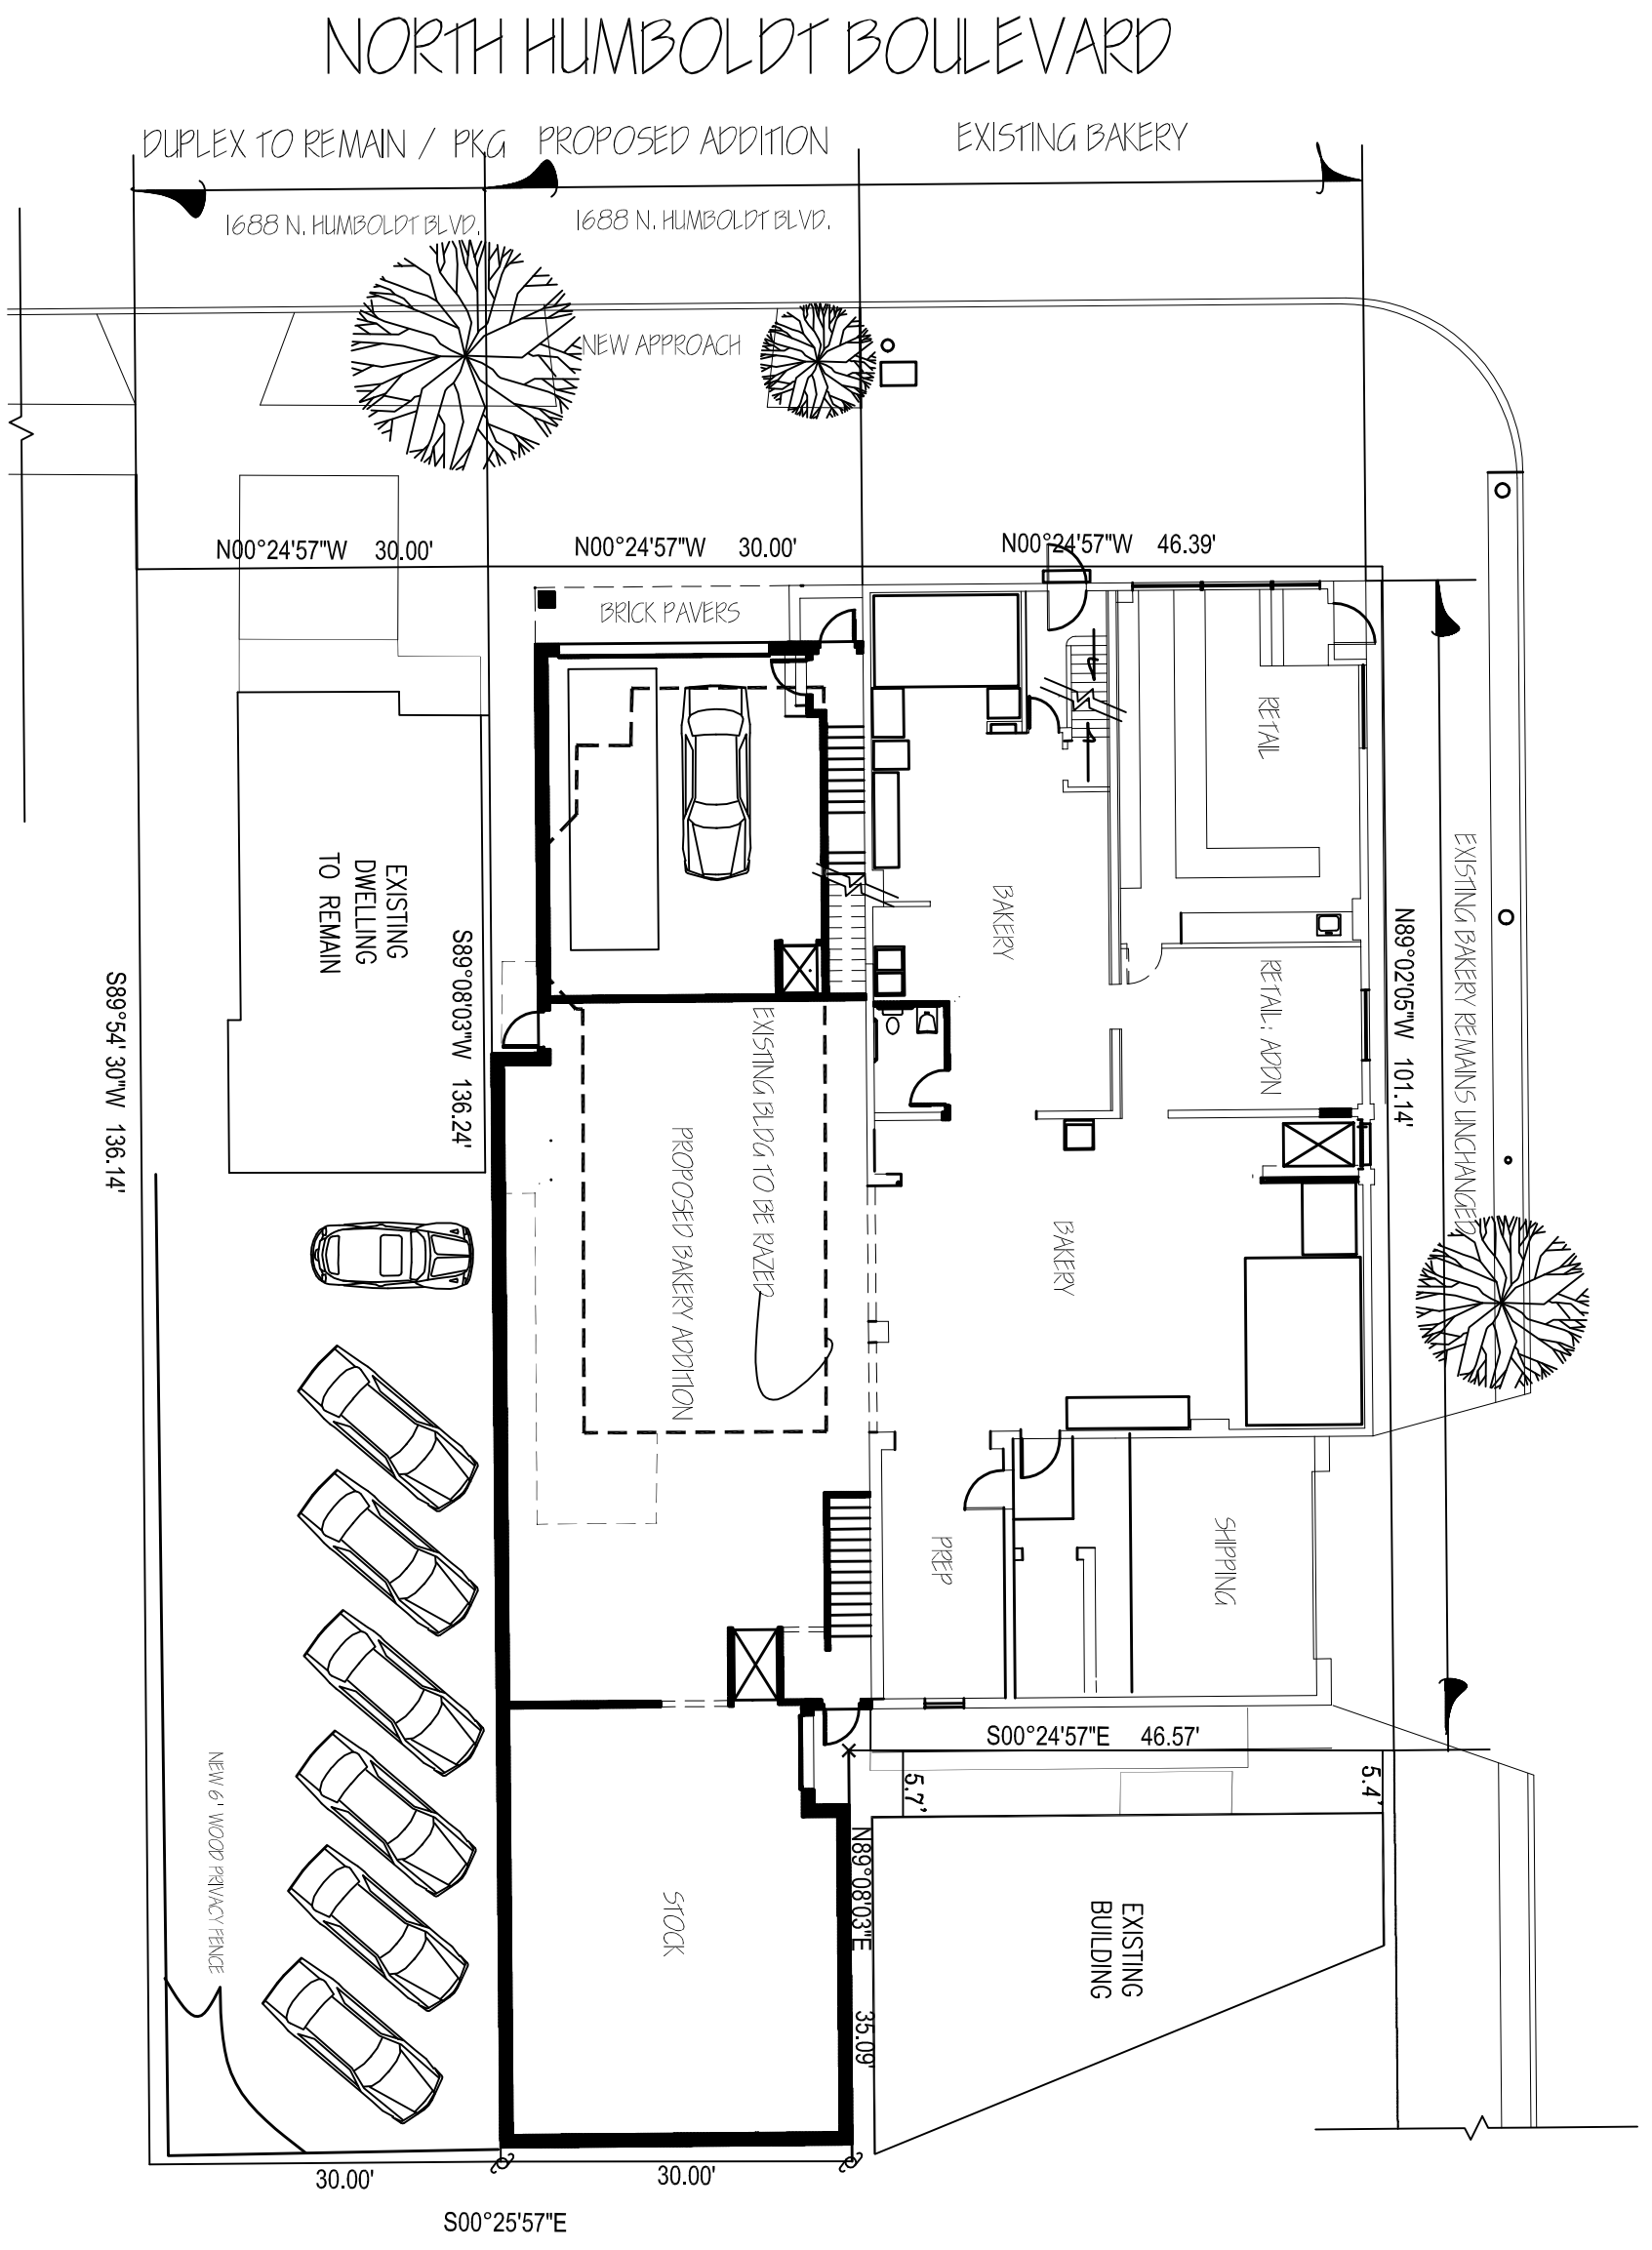 NORTH HUMBOLDT BOULEVARD
DUPLEX TO REMAIN / PKG
PROPOSED ADDITION
EXISTING BAKERY
1688 N. HUMBOLDT BLVD.
1688 N. HUMBOLDT BLVD.
NEW APPROACH
N00°24'57"W 30.00'
N00°24'57"W 30.00'
N00°24'57"W 46.39'
BRICK PAVERS
RETAIL
EXISTING
DWELLING
TO REMAIN
BAKERY
EXISTING BAKERY REMAINS UNCHANGED
N89°02'05"W 101.14'
S89°08'03"W 136.24'
S89°54'30"W 136.14'
RETAIL: ADDN
EXISTING BLDG TO BE RAZED
PROPOSED BAKERY ADDITION
BAKERY
PREP
SHIPPING
S00°24'57"E 46.57'
5.7'
5.4'
NEW 6' WOOD PRIVACY FENCE
STOCK
N89°08'03"E 35.09'
EXISTING
BUILDING
30.00'
30.00'
S00°25'57"E